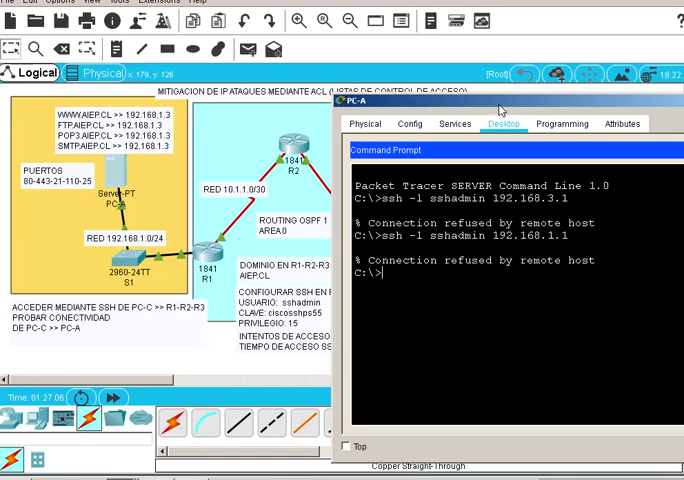 File Edit Options View Tools Extensions Help
Logical
Physical x: 179, y: 126
[Root]
18:22
MITIGACION DE IP ATAQUES MEDIANTE ACL (LISTAS DE CONTROL DE ACCESO)
WWW.AIEP.CL >> 192.168.1.3
FTP.AIEP.CL >> 192.168.1.3
POP3.AIEP.CL >> 192.168.1.3
SMTP.AIEP.CL >> 192.168.1.3
PUERTOS
80-443-21-110-25
Server-PT
PC-A
RED 192.168.1.0/24
2960-24TT
S1
1841
R1
RED 10.1.1.0/30
1841
R2
ROUTING OSPF 1
AREA 0
DOMINIO EN R1-R2-R3
AIEP.CL
CONFIGURAR SSH EN R
USUARIO: sshadmin
CLAVE: ciscosshps55
PRIVILEGIO: 15
INTENTOS DE ACCESO
TIEMPO DE ACCESO SS
ACCEDER MEDIANTE SSH DE PC-C >> R1-R2-R3
PROBAR CONECTIVIDAD
DE PC-C >> PC-A
PC-A
Physical Config Services Desktop Programming Attributes
Command Prompt
Packet Tracer SERVER Command Line 1.0
C:\>ssh -l sshadmin 192.168.3.1
% Connection refused by remote host
C:\>ssh -l sshadmin 192.168.1.1
% Connection refused by remote host
C:\>
Top
Time: 01:27:06
Copper Straight-Through